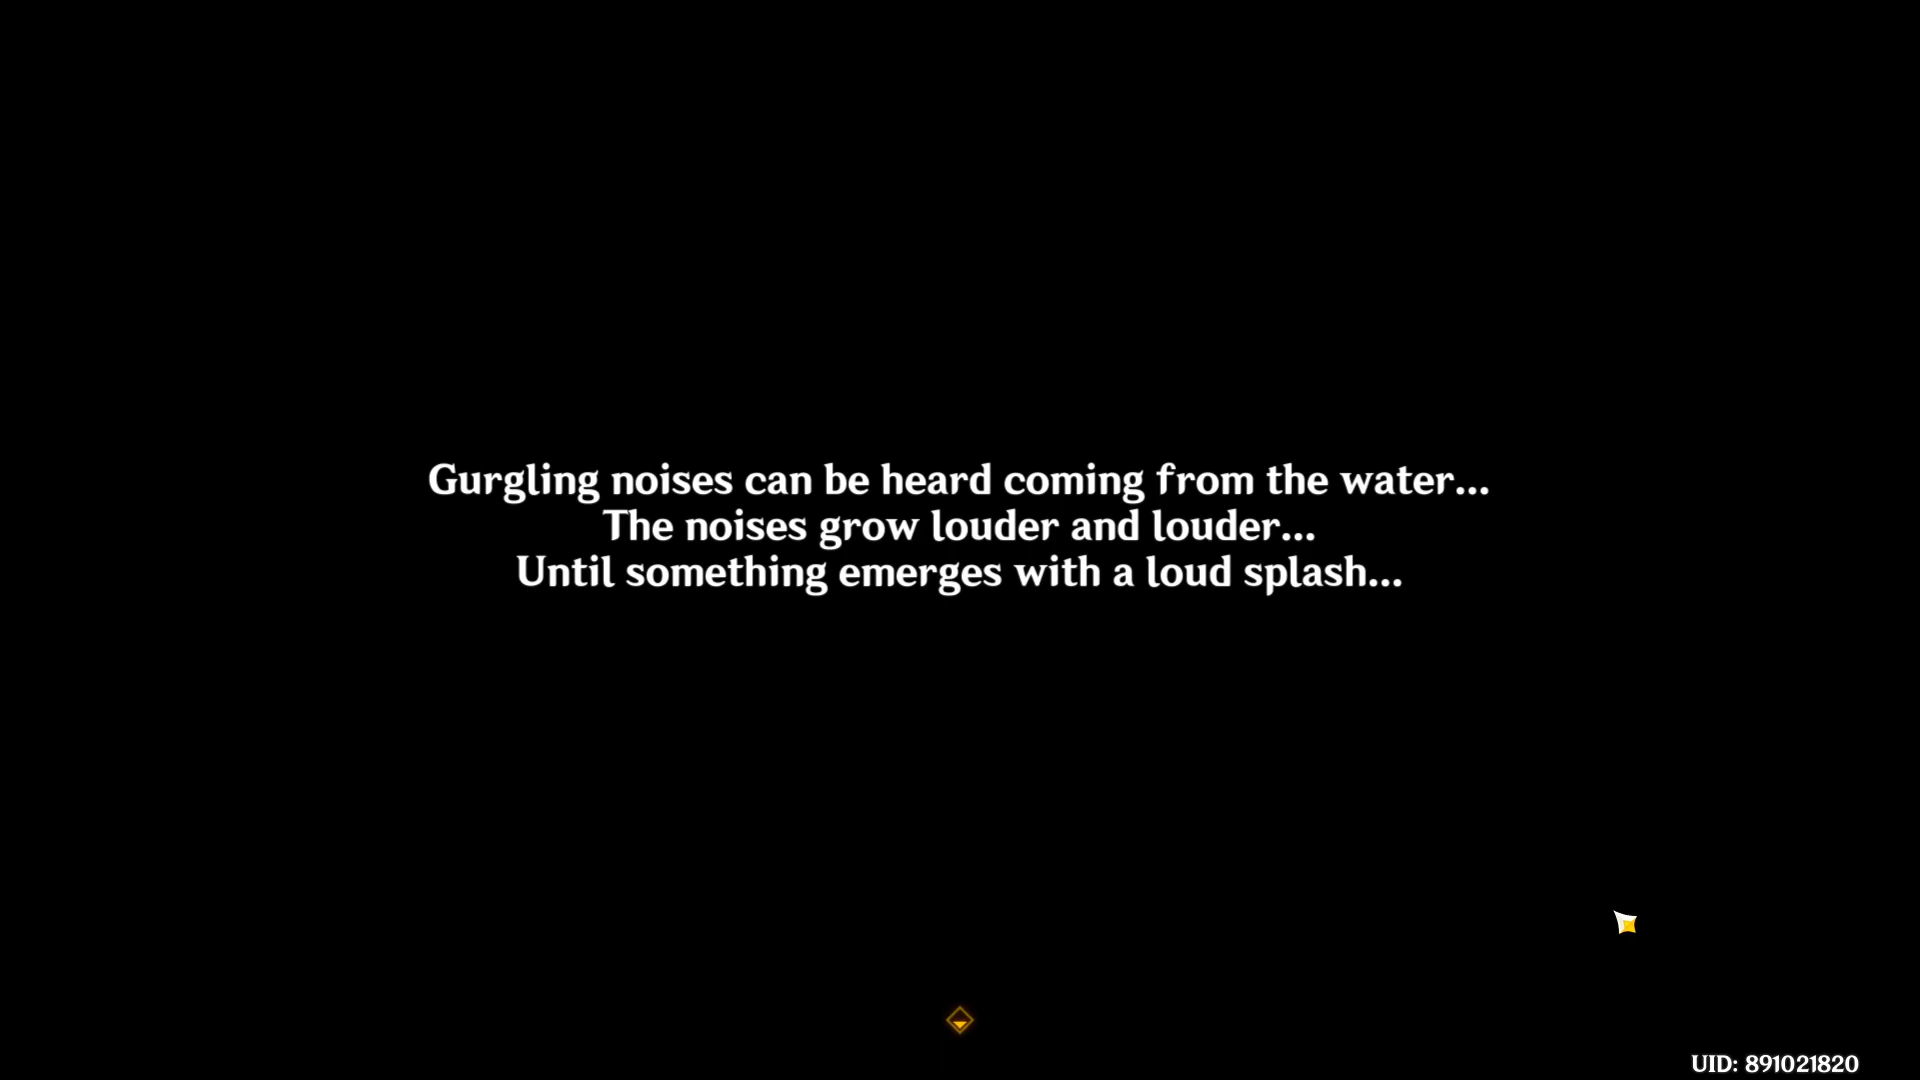 Gurgling noises can be heard coming from the water...
The noises grow louder and louder...
Until something emerges with a loud splash...
UID: 891021820